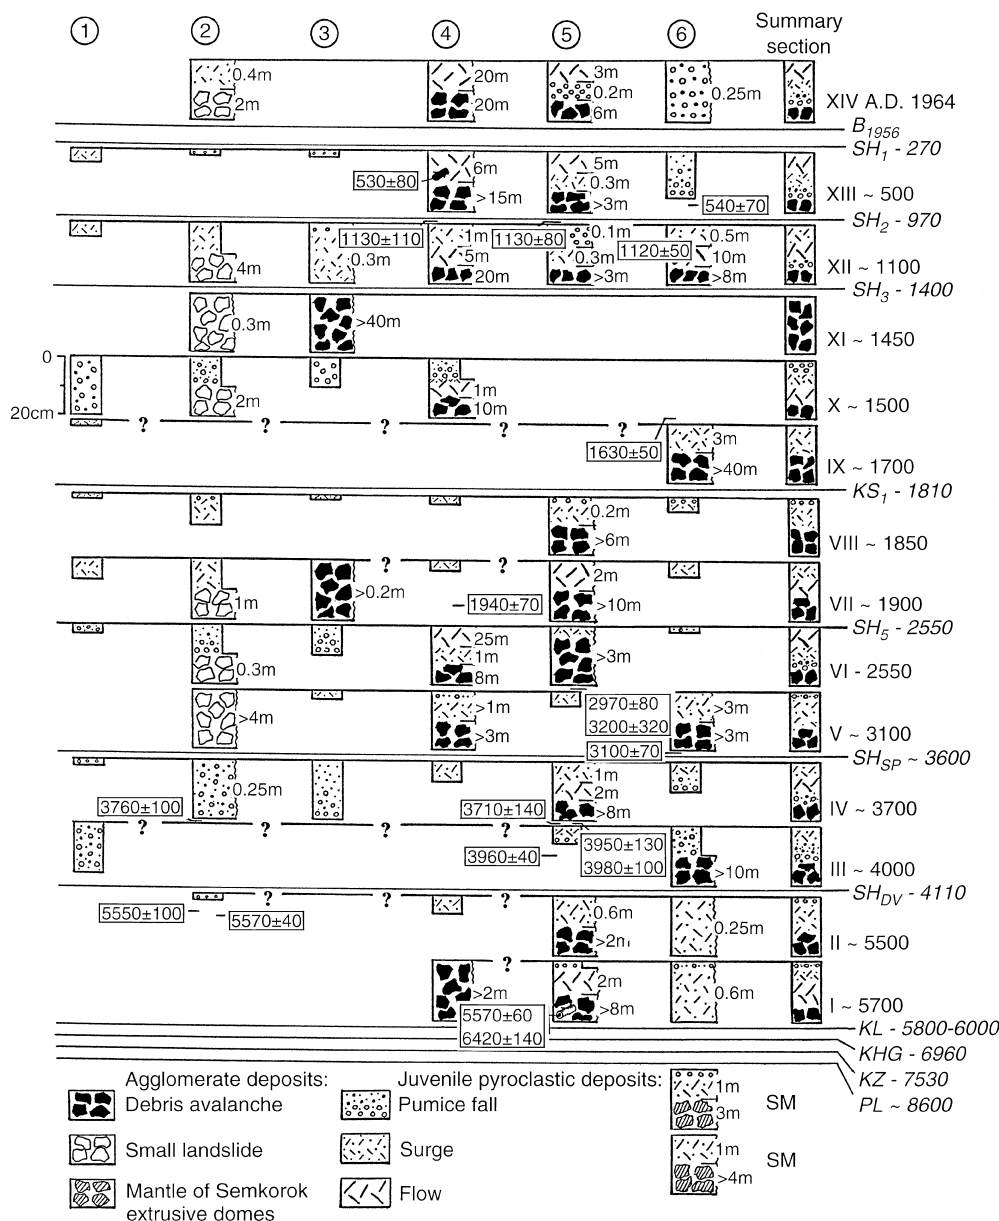 1 2 3 4 5 6 Summary section
0.4m 2m 20m 20m 3m 0.2m 6m 0.25m XIV A.D. 1964
B1956
SH1 - 270
530±80 6m >15m 5m 0.3m >3m 540±70 XIII ~ 500
SH2 - 970
4m 0.3m 1130±110 1m 5m 20m 1130±80 0.1m 0.3m >3m 1120±50 0.5m 10m >8m XII ~ 1100
SH3 - 1400
0.3m >40m XI ~ 1450
0 20cm 2m 1m 10m X ~ 1500
? ? ? ? ?
1630±50 3m >40m IX ~ 1700
KS1 - 1810
0.2m >6m VIII ~ 1850
? ?
1m >0.2m 1940±70 2m >10m VII ~ 1900
SH5 - 2550
0.3m 25m 1m 8m >3m VI - 2550
>4m >1m >3m 2970±80 3200±320 3100±70 >3m >3m V ~ 3100
SHSP ~ 3600
3760±100 0.25m 3710±140 1m 2m >8m IV ~ 3700
? ? ? ?
3960±40 3950±130 3980±100 >10m III ~ 4000
SHDV - 4110
? ? ?
5550±100 5570±40 0.6m >2m 0.25m II ~ 5500
?
>2m 5570±60 6420±140 2m >8m 0.6m I ~ 5700
KL - 5800-6000
KHG - 6960
KZ - 7530
PL ~ 8600
Agglomerate deposits:
Debris avalanche
Small landslide
Mantle of Semkorok
extrusive domes
Juvenile pyroclastic deposits:
Pumice fall
Surge
Flow
1m 3m SM
1m >4m SM